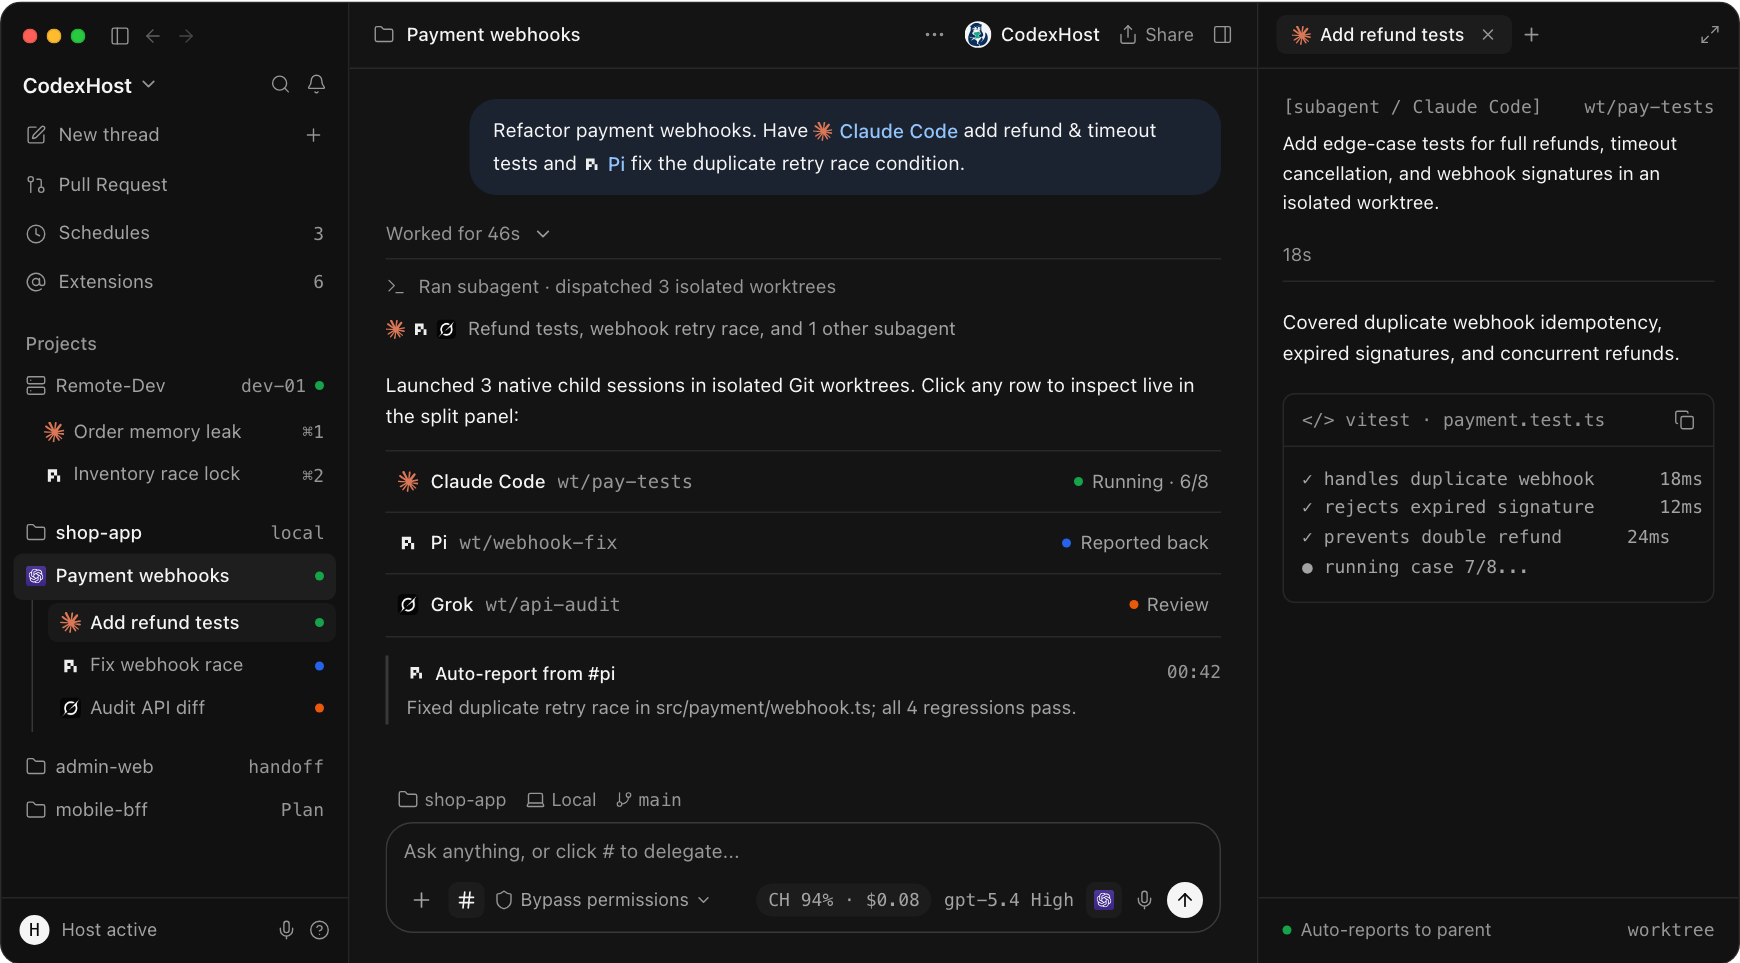 CodexHost
New thread
Pull Request
Schedules 3
Extensions 6
Projects
Remote-Dev dev-01
Order memory leak ⌘1
Inventory race lock ⌘2
shop-app local
Payment webhooks
Add refund tests
Fix webhook race
Audit API diff
admin-web handoff
mobile-bff Plan
H Host active
Payment webhooks
CodexHost
Share
Refactor payment webhooks. Have Claude Code add refund & timeout
tests and Pi fix the duplicate retry race condition.
Worked for 46s
Ran subagent · dispatched 3 isolated worktrees
Refund tests, webhook retry race, and 1 other subagent
Launched 3 native child sessions in isolated Git worktrees. Click any row to inspect live in
the split panel:
Claude Code wt/pay-tests Running · 6/8
Pi wt/webhook-fix Reported back
Grok wt/api-audit Review
Auto-report from #pi 00:42
Fixed duplicate retry race in src/payment/webhook.ts; all 4 regressions pass.
shop-app Local main
Ask anything, or click # to delegate...
# Bypass permissions CH 94% · $0.08 gpt-5.4 High
Add refund tests
[subagent / Claude Code] wt/pay-tests
Add edge-case tests for full refunds, timeout
cancellation, and webhook signatures in an
isolated worktree.
18s
Covered duplicate webhook idempotency,
expired signatures, and concurrent refunds.
</> vitest · payment.test.ts
✓ handles duplicate webhook 18ms
✓ rejects expired signature 12ms
✓ prevents double refund 24ms
● running case 7/8...
Auto-reports to parent worktree